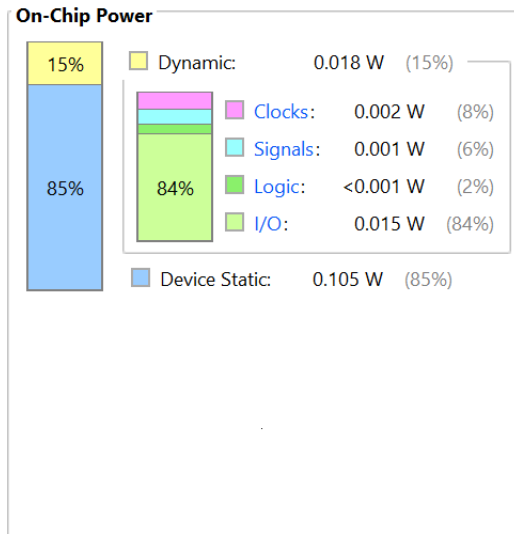 On-Chip Power
15%
Dynamic: 0.018 W (15%)
Clocks: 0.002 W (8%)
Signals: 0.001 W (6%)
85% 84% Logic: <0.001 W (2%)
I/O: 0.015 W (84%)
Device Static: 0.105 W (85%)